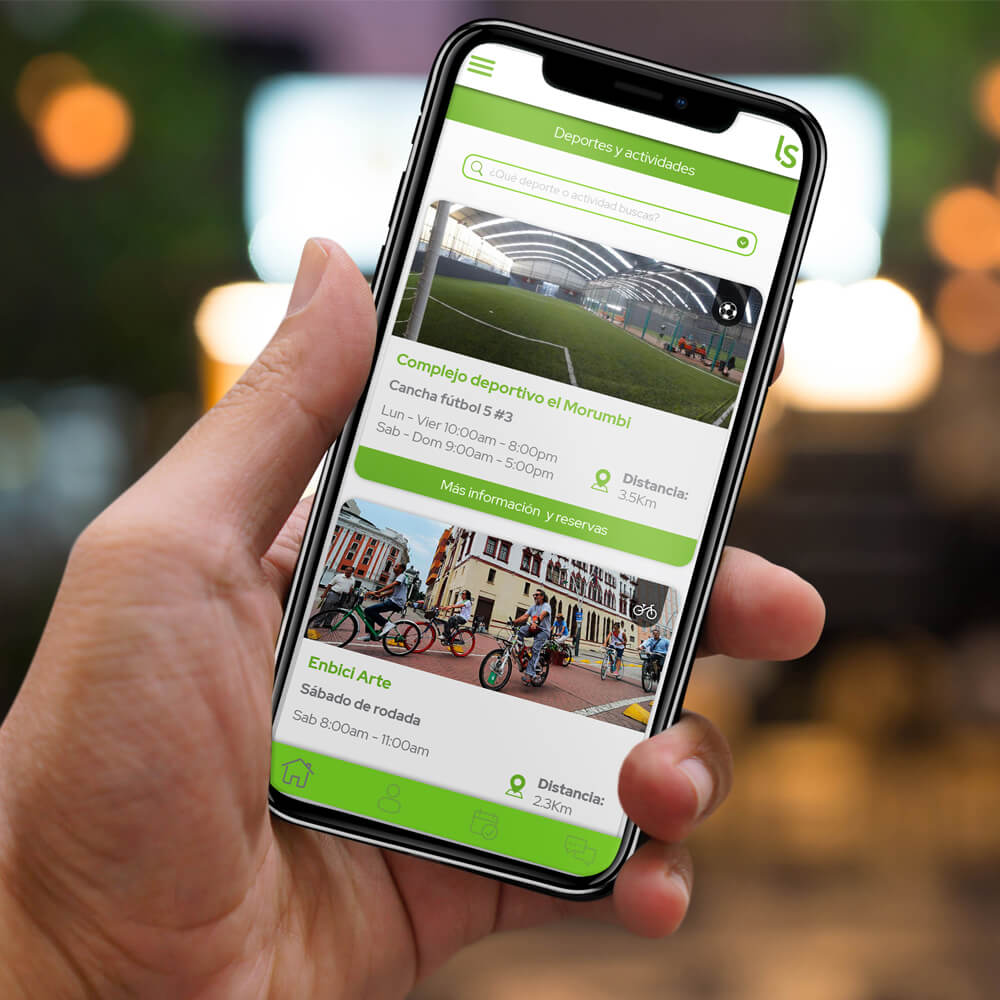 ls
Deportes y actividades
¿Qué deporte o actividad buscas?
Complejo deportivo el Morumbi
Cancha fútbol 5 #3
Lun - Vier 10:00am - 8:00pm
Sab - Dom 9:00am - 5:00pm
Distancia:
3.5Km
Más información y reservas
Enbici Arte
Sábado de rodada
Sab 8:00am - 11:00am
Distancia:
2.3Km